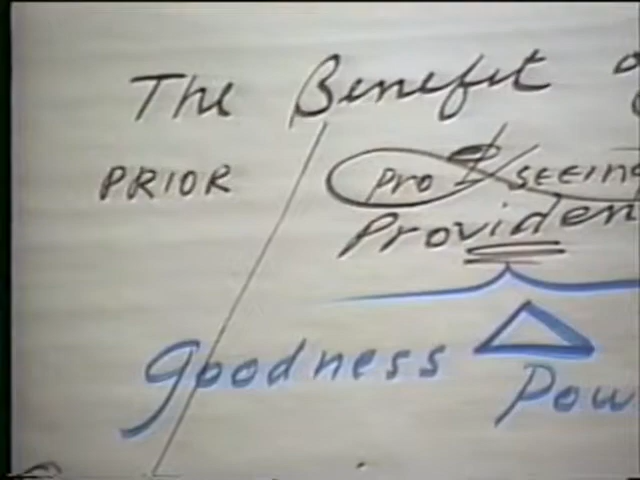 The Benefit
PRIOR Pro / SEEING
Providen
Goodness
Pow